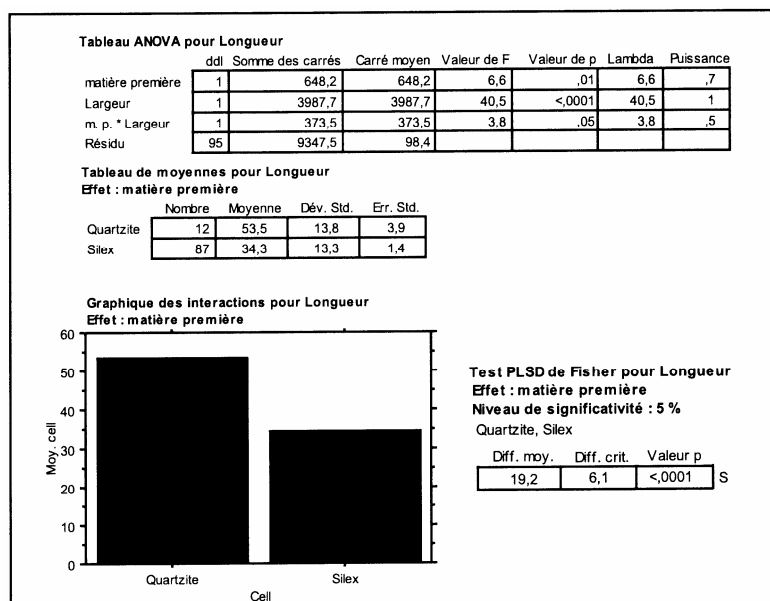 Tableau ANOVA pour Longueur
ddl Somme des carrés Carré moyen Valeur de F Valeur de p Lambda Puissance
matière première 1 648,2 648,2 6,6 ,01 6,6 ,7
Largeur 1 3987,7 3987,7 40,5 <,0001 40,5 1
m. p. * Largeur 1 373,5 373,5 3,8 ,05 3,8 ,5
Résidu 95 9347,5 98,4
Tableau de moyennes pour Longueur
Effet : matière première
Nombre Moyenne Dév. Std. Err. Std.
Quartzite 12 53,5 13,8 3,9
Silex 87 34,3 13,3 1,4
Graphique des interactions pour Longueur
Effet : matière première
60
50
40
30
20
10
0
Moy. cell
Quartzite Silex
Cell
Test PLSD de Fisher pour Longueur
Effet : matière première
Niveau de significativité : 5 %
Quartzite, Silex
Diff. moy. Diff. crit. Valeur p
19,2 6,1 <,0001 S